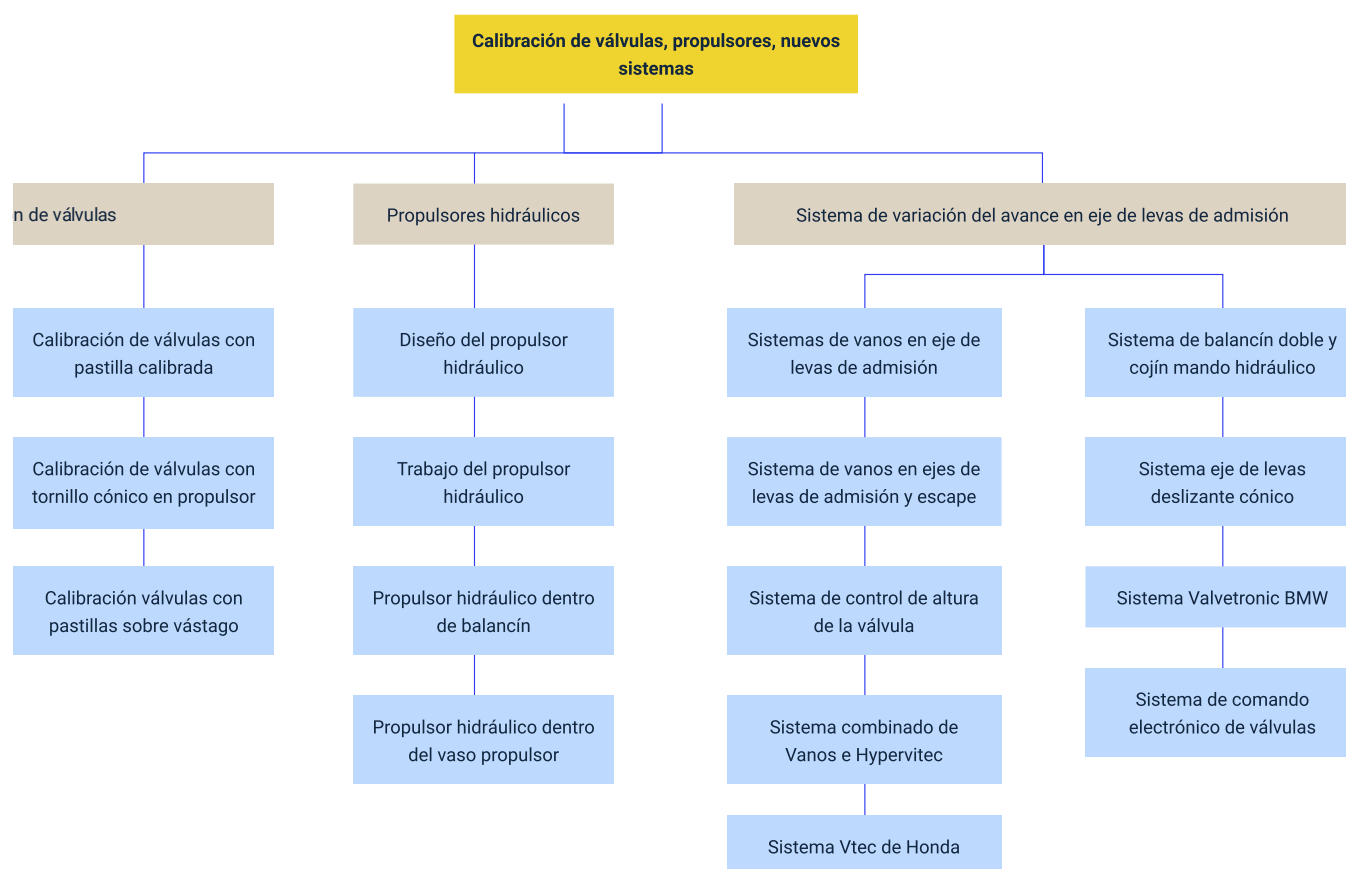 Calibración de válvulas, propulsores, nuevos
sistemas
n de válvulas
Propulsores hidráulicos
Sistema de variación del avance en eje de levas de admisión
Calibración de válvulas con
pastilla calibrada
Calibración de válvulas con
tornillo cónico en propulsor
Calibración válvulas con
pastillas sobre vástago
Diseño del propulsor
hidráulico
Trabajo del propulsor
hidráulico
Propulsor hidráulico dentro
de balancín
Propulsor hidráulico dentro
del vaso propulsor
Sistemas de vanos en eje de
levas de admisión
Sistema de vanos en ejes de
levas de admisión y escape
Sistema de control de altura
de la válvula
Sistema combinado de
Vanos e Hypervitec
Sistema Vtec de Honda
Sistema de balancín doble y
cojín mando hidráulico
Sistema eje de levas
deslizante cónico
Sistema Valvetronic BMW
Sistema de comando
electrónico de válvulas